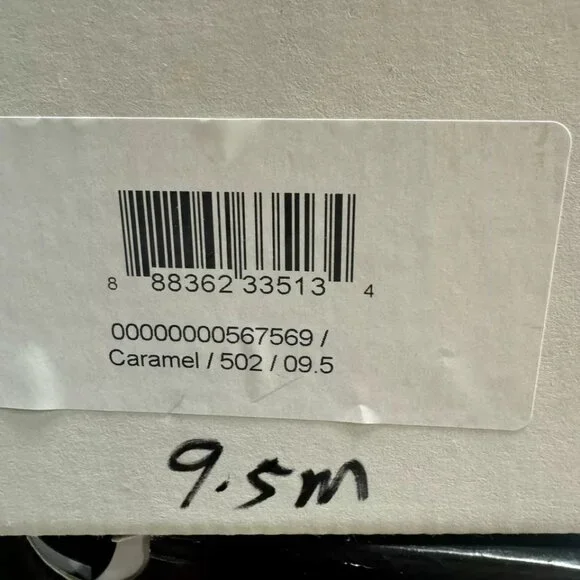 8 88362 33513 4
00000000567569 /
Caramel / 502 / 09.5
9.5m